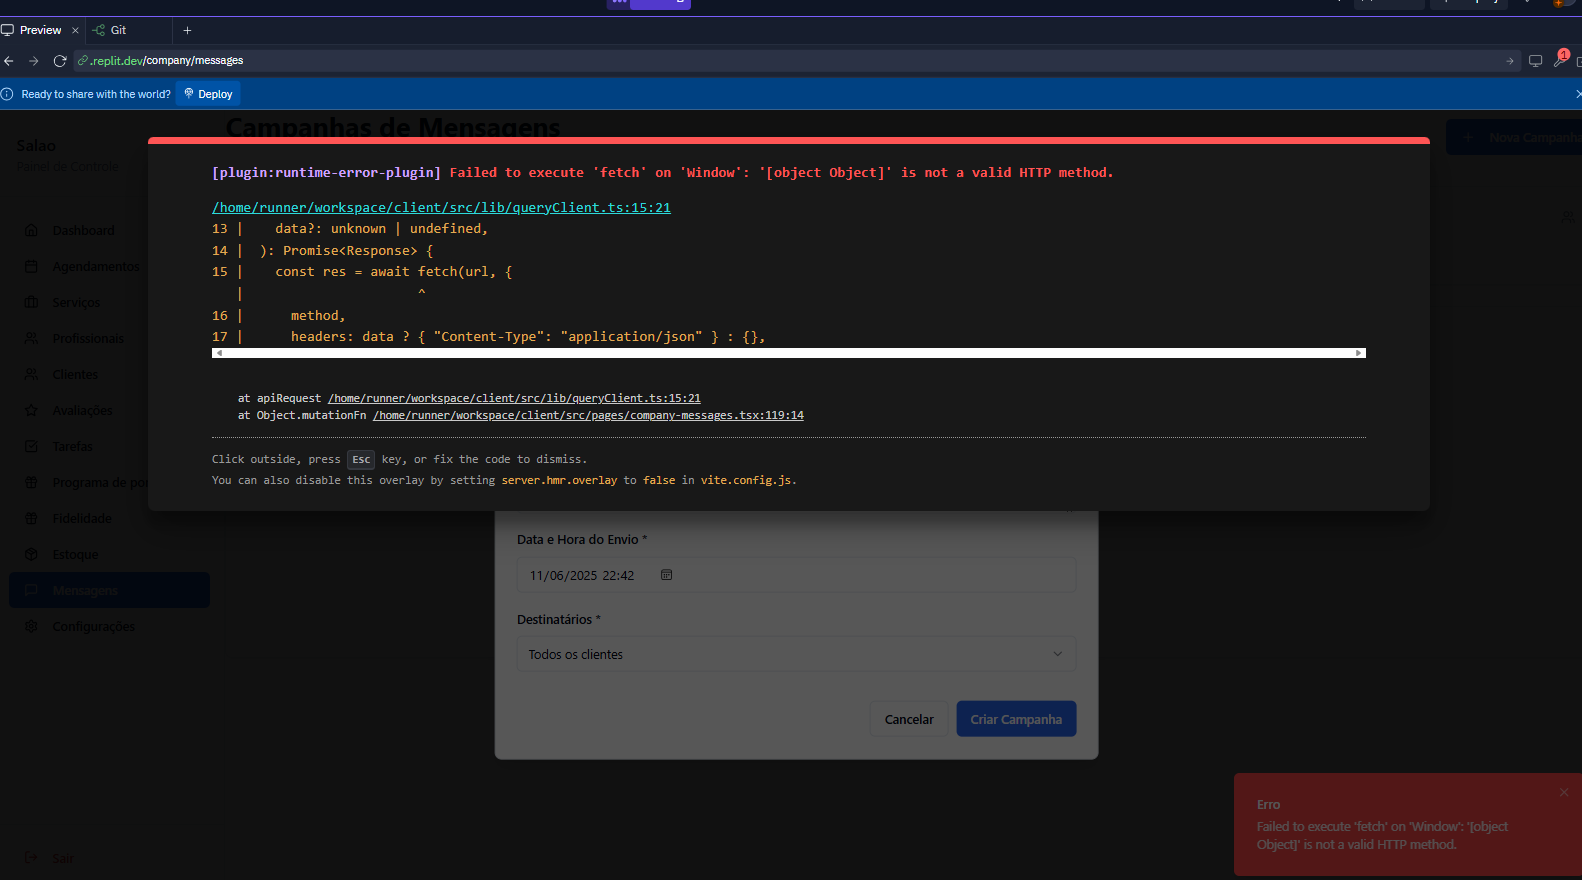 Preview
Git
.replit.dev/company/messages
1
Ready to share with the world?
Deploy
Campanhas de Mensagens
Salao
Painel de Controle
Nova Campanha
[plugin:runtime-error-plugin] Failed to execute 'fetch' on 'Window': '[object Object]' is not a valid HTTP method.
/home/runner/workspace/client/src/lib/queryClient.ts:15:21
13 | data?: unknown | undefined,
14 | ): Promise<Response> {
15 | const res = await fetch(url, {
| ^
16 | method,
17 | headers: data ? { "Content-Type": "application/json" } : {},
at apiRequest /home/runner/workspace/client/src/lib/queryClient.ts:15:21
at Object.mutationFn /home/runner/workspace/client/src/pages/company-messages.tsx:119:14
Click outside, press Esc key, or fix the code to dismiss.
You can also disable this overlay by setting server.hmr.overlay to false in vite.config.js.
Dashboard
Agendamentos
Serviços
Profissionais
Clientes
Avaliações
Tarefas
Programa de po
Fidelidade
Estoque
Mensagens
Configurações
Sair
Data e Hora do Envio *
11/06/2025 22:42
Destinatários *
Todos os clientes
Cancelar
Criar Campanha
Erro
Failed to execute 'fetch' on 'Window': '[object
Object]' is not a valid HTTP method.